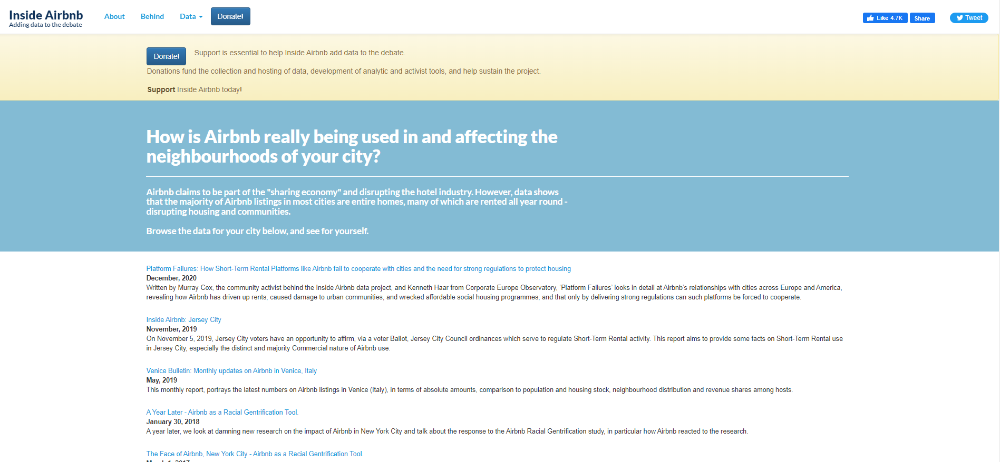 Inside Airbnb
Adding data to the debate
About
Behind
Data
Donate!
Like 4.7K
Share
Tweet
Donate!
Support is essential to help Inside Airbnb add data to the debate.
Donations fund the collection and hosting of data, development of analytic and activist tools, and help sustain the project.
Support Inside Airbnb today!
How is Airbnb really being used in and affecting the
neighbourhoods of your city?
Airbnb claims to be part of the "sharing economy" and disrupting the hotel industry. However, data shows
that the majority of Airbnb listings in most cities are entire homes, many of which are rented all year round -
disrupting housing and communities.
Browse the data for your city below, and see for yourself.
Platform Failures: How Short-Term Rental Platforms like Airbnb fail to cooperate with cities and the need for strong regulations to protect housing
December, 2020
Written by Murray Cox, the community activist behind the Inside Airbnb data project, and Kenneth Haar from Corporate Europe Observatory, ‘Platform Failures’ looks in detail at Airbnb’s relationships with cities across Europe and America,
revealing how Airbnb has driven up rents, caused damage to urban communities, and wrecked affordable social housing programmes; and that only by delivering strong regulations can such platforms be forced to cooperate.
Inside Airbnb: Jersey City
November, 2019
On November 5, 2019, Jersey City voters have an opportunity to affirm, via a voter Ballot, Jersey City Council ordinances which serve to regulate Short-Term Rental activity. This report aims to provide some facts on Short-Term Rental use
in Jersey City, especially the distinct and majority Commercial nature of Airbnb use.
Venice Bulletin: Monthly updates on Airbnb in Venice, Italy
May, 2019
This monthly report, portrays the latest numbers on Airbnb listings in Venice (Italy), in terms of absolute amounts, comparison to population and housing stock, neighbourhood distribution and revenue shares among hosts.
A Year Later - Airbnb as a Racial Gentrification Tool.
January 30, 2018
A year later, we look at damning new research on the impact of Airbnb in New York City and talk about the response to the Airbnb Racial Gentrification study, in particular how Airbnb reacted to the research.
The Face of Airbnb, New York City - Airbnb as a Racial Gentrification Tool.